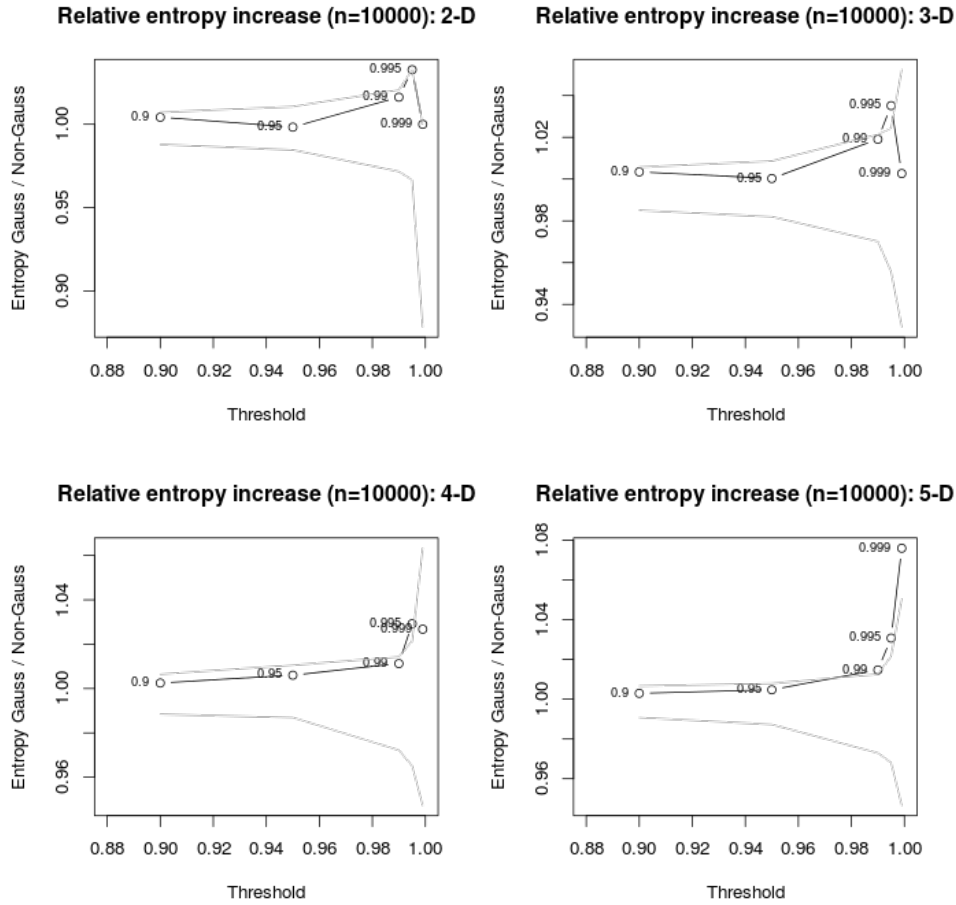 Relative entropy increase (n=10000): 2-D
Entropy Gauss / Non-Gauss
1.00
0.95
0.90
0.9
0.95
0.99
0.995
0.999
0.88 0.90 0.92 0.94 0.96 0.98 1.00
Threshold
Relative entropy increase (n=10000): 3-D
Entropy Gauss / Non-Gauss
1.02
0.98
0.94
0.9
0.95
0.99
0.995
0.999
0.88 0.90 0.92 0.94 0.96 0.98 1.00
Threshold
Relative entropy increase (n=10000): 4-D
Entropy Gauss / Non-Gauss
1.04
1.00
0.96
0.9
0.95
0.99
0.995
0.999
0.88 0.90 0.92 0.94 0.96 0.98 1.00
Threshold
Relative entropy increase (n=10000): 5-D
Entropy Gauss / Non-Gauss
1.08
1.04
1.00
0.96
0.9
0.95
0.99
0.995
0.999
0.88 0.90 0.92 0.94 0.96 0.98 1.00
Threshold